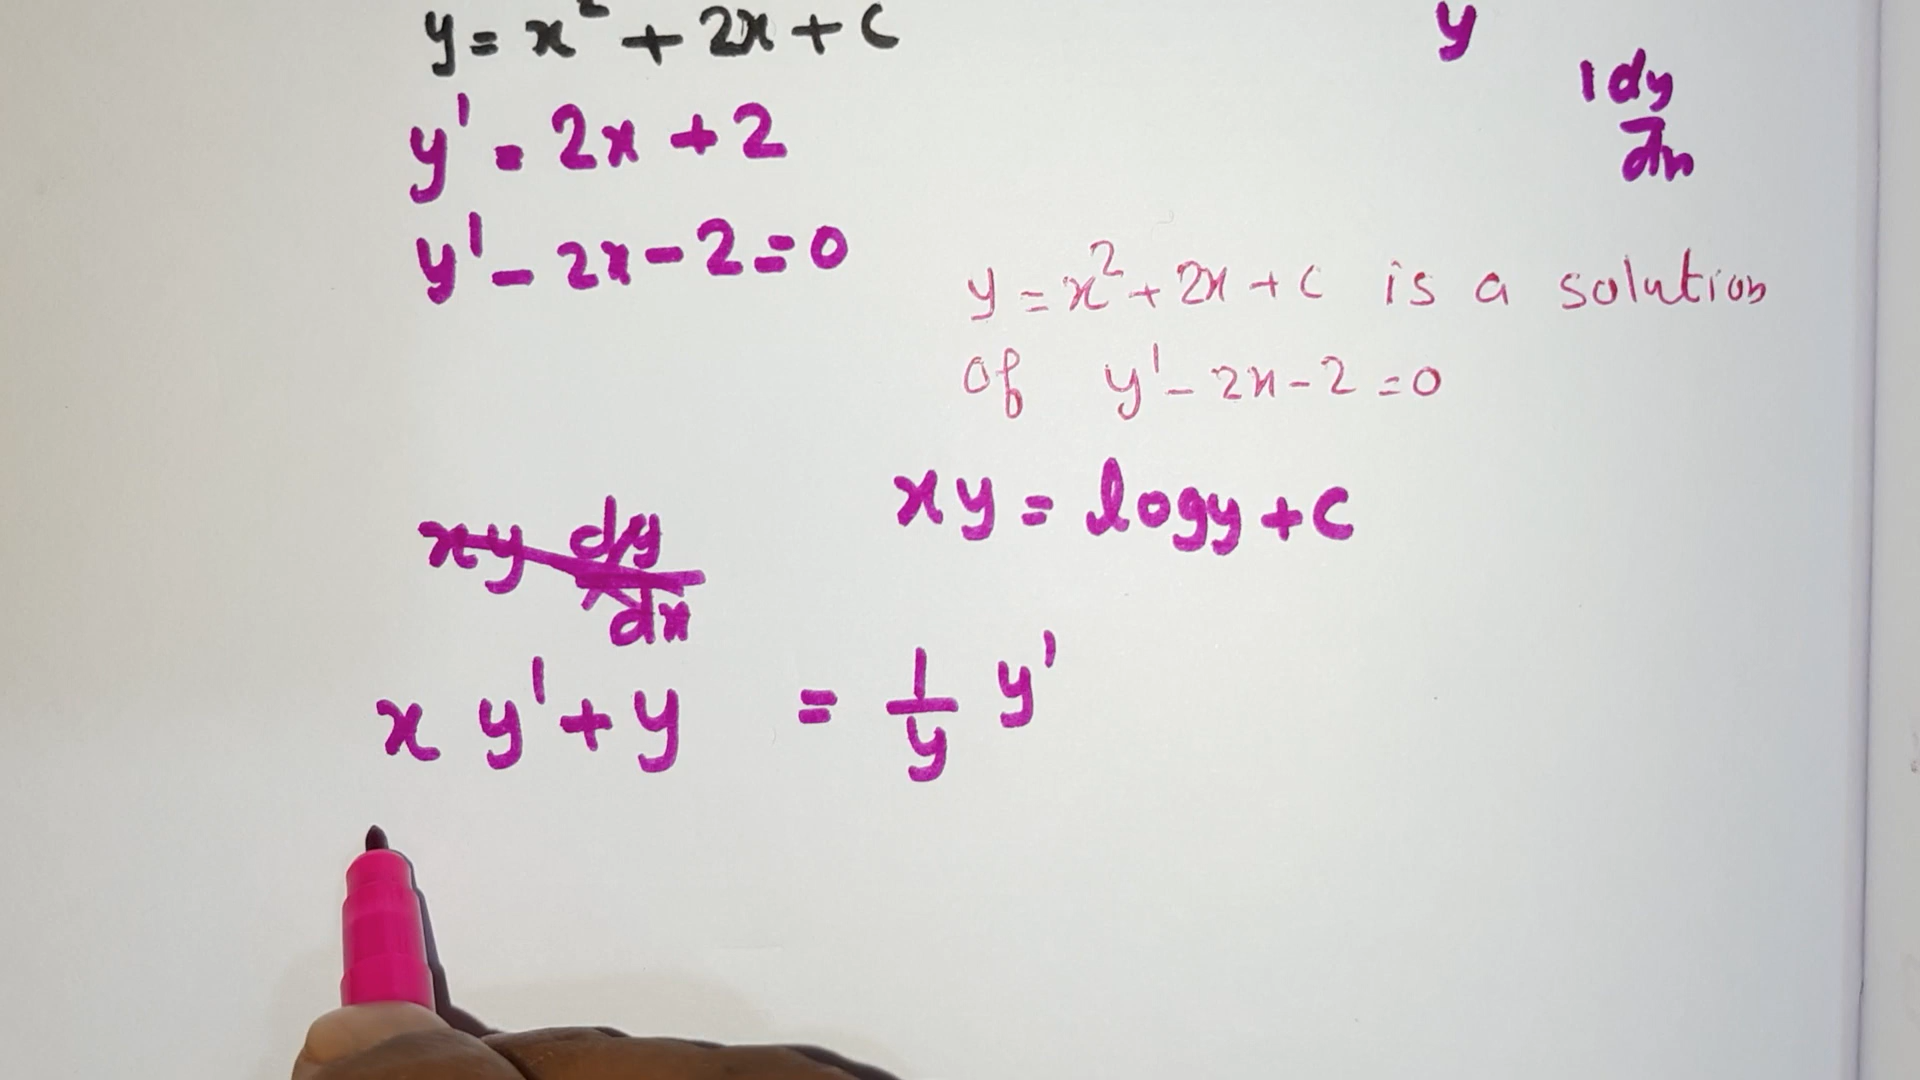 y = x² + 2x + c
y
y' = 2x + 2
1 dy
dx
y' - 2x - 2 = 0
y = x² + 2x + c is a solution
of y' - 2x - 2 = 0
xy = log y + c
xy dy
dx
x y' + y = 1/y y'